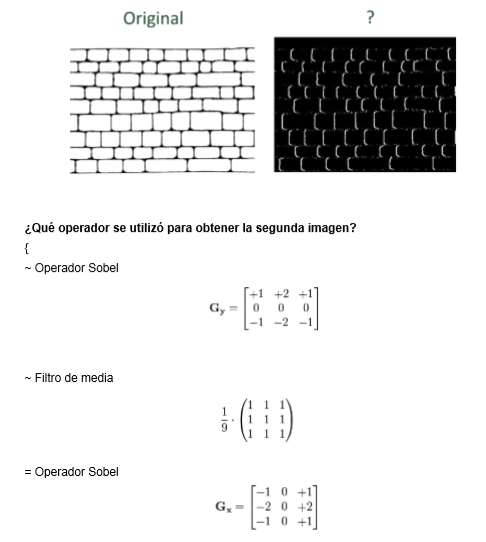 Original ?
¿Qué operador se utilizó para obtener la segunda imagen?
{
~ Operador Sobel
+1 +2 +1
G_y = 0 0 0
-1 -2 -1
~ Filtro de media
1 1 1
1/9 · 1 1 1
1 1 1
= Operador Sobel
-1 0 +1
G_x = -2 0 +2
-1 0 +1